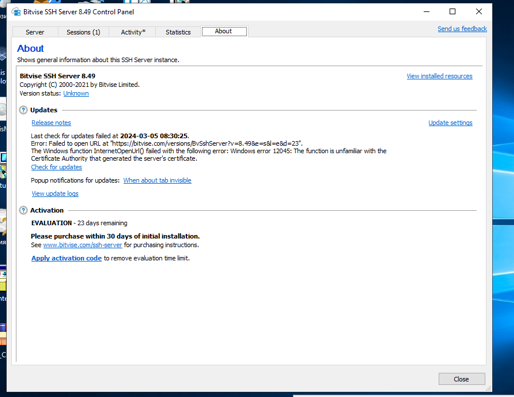 Bitvise SSH Server 8.49 Control Panel
Send us feedback
Server Sessions (1) Activity* Statistics About
About
Shows general information about this SSH Server instance.
Bitvise SSH Server 8.49 View installed resources
Copyright (C) 2000-2021 by Bitvise Limited.
Version status: Unknown
Updates
Release notes Update settings
Last check for updates failed at 2024-03-05 08:30:25.
Error: Failed to open URL at "https://bitvise.com/versions/BvSshServer?v=8.49&e=s&i=e&d=23".
The Windows function InternetOpenUrl() failed with the following error: Windows error 12045: The function is unfamiliar with the
Certificate Authority that generated the server's certificate.
Check for updates
Popup notifications for updates: When about tab invisible
View update logs
Activation
EVALUATION - 23 days remaining
Please purchase within 30 days of initial installation.
See www.bitvise.com/ssh-server for purchasing instructions.
Apply activation code to remove evaluation time limit.
Close